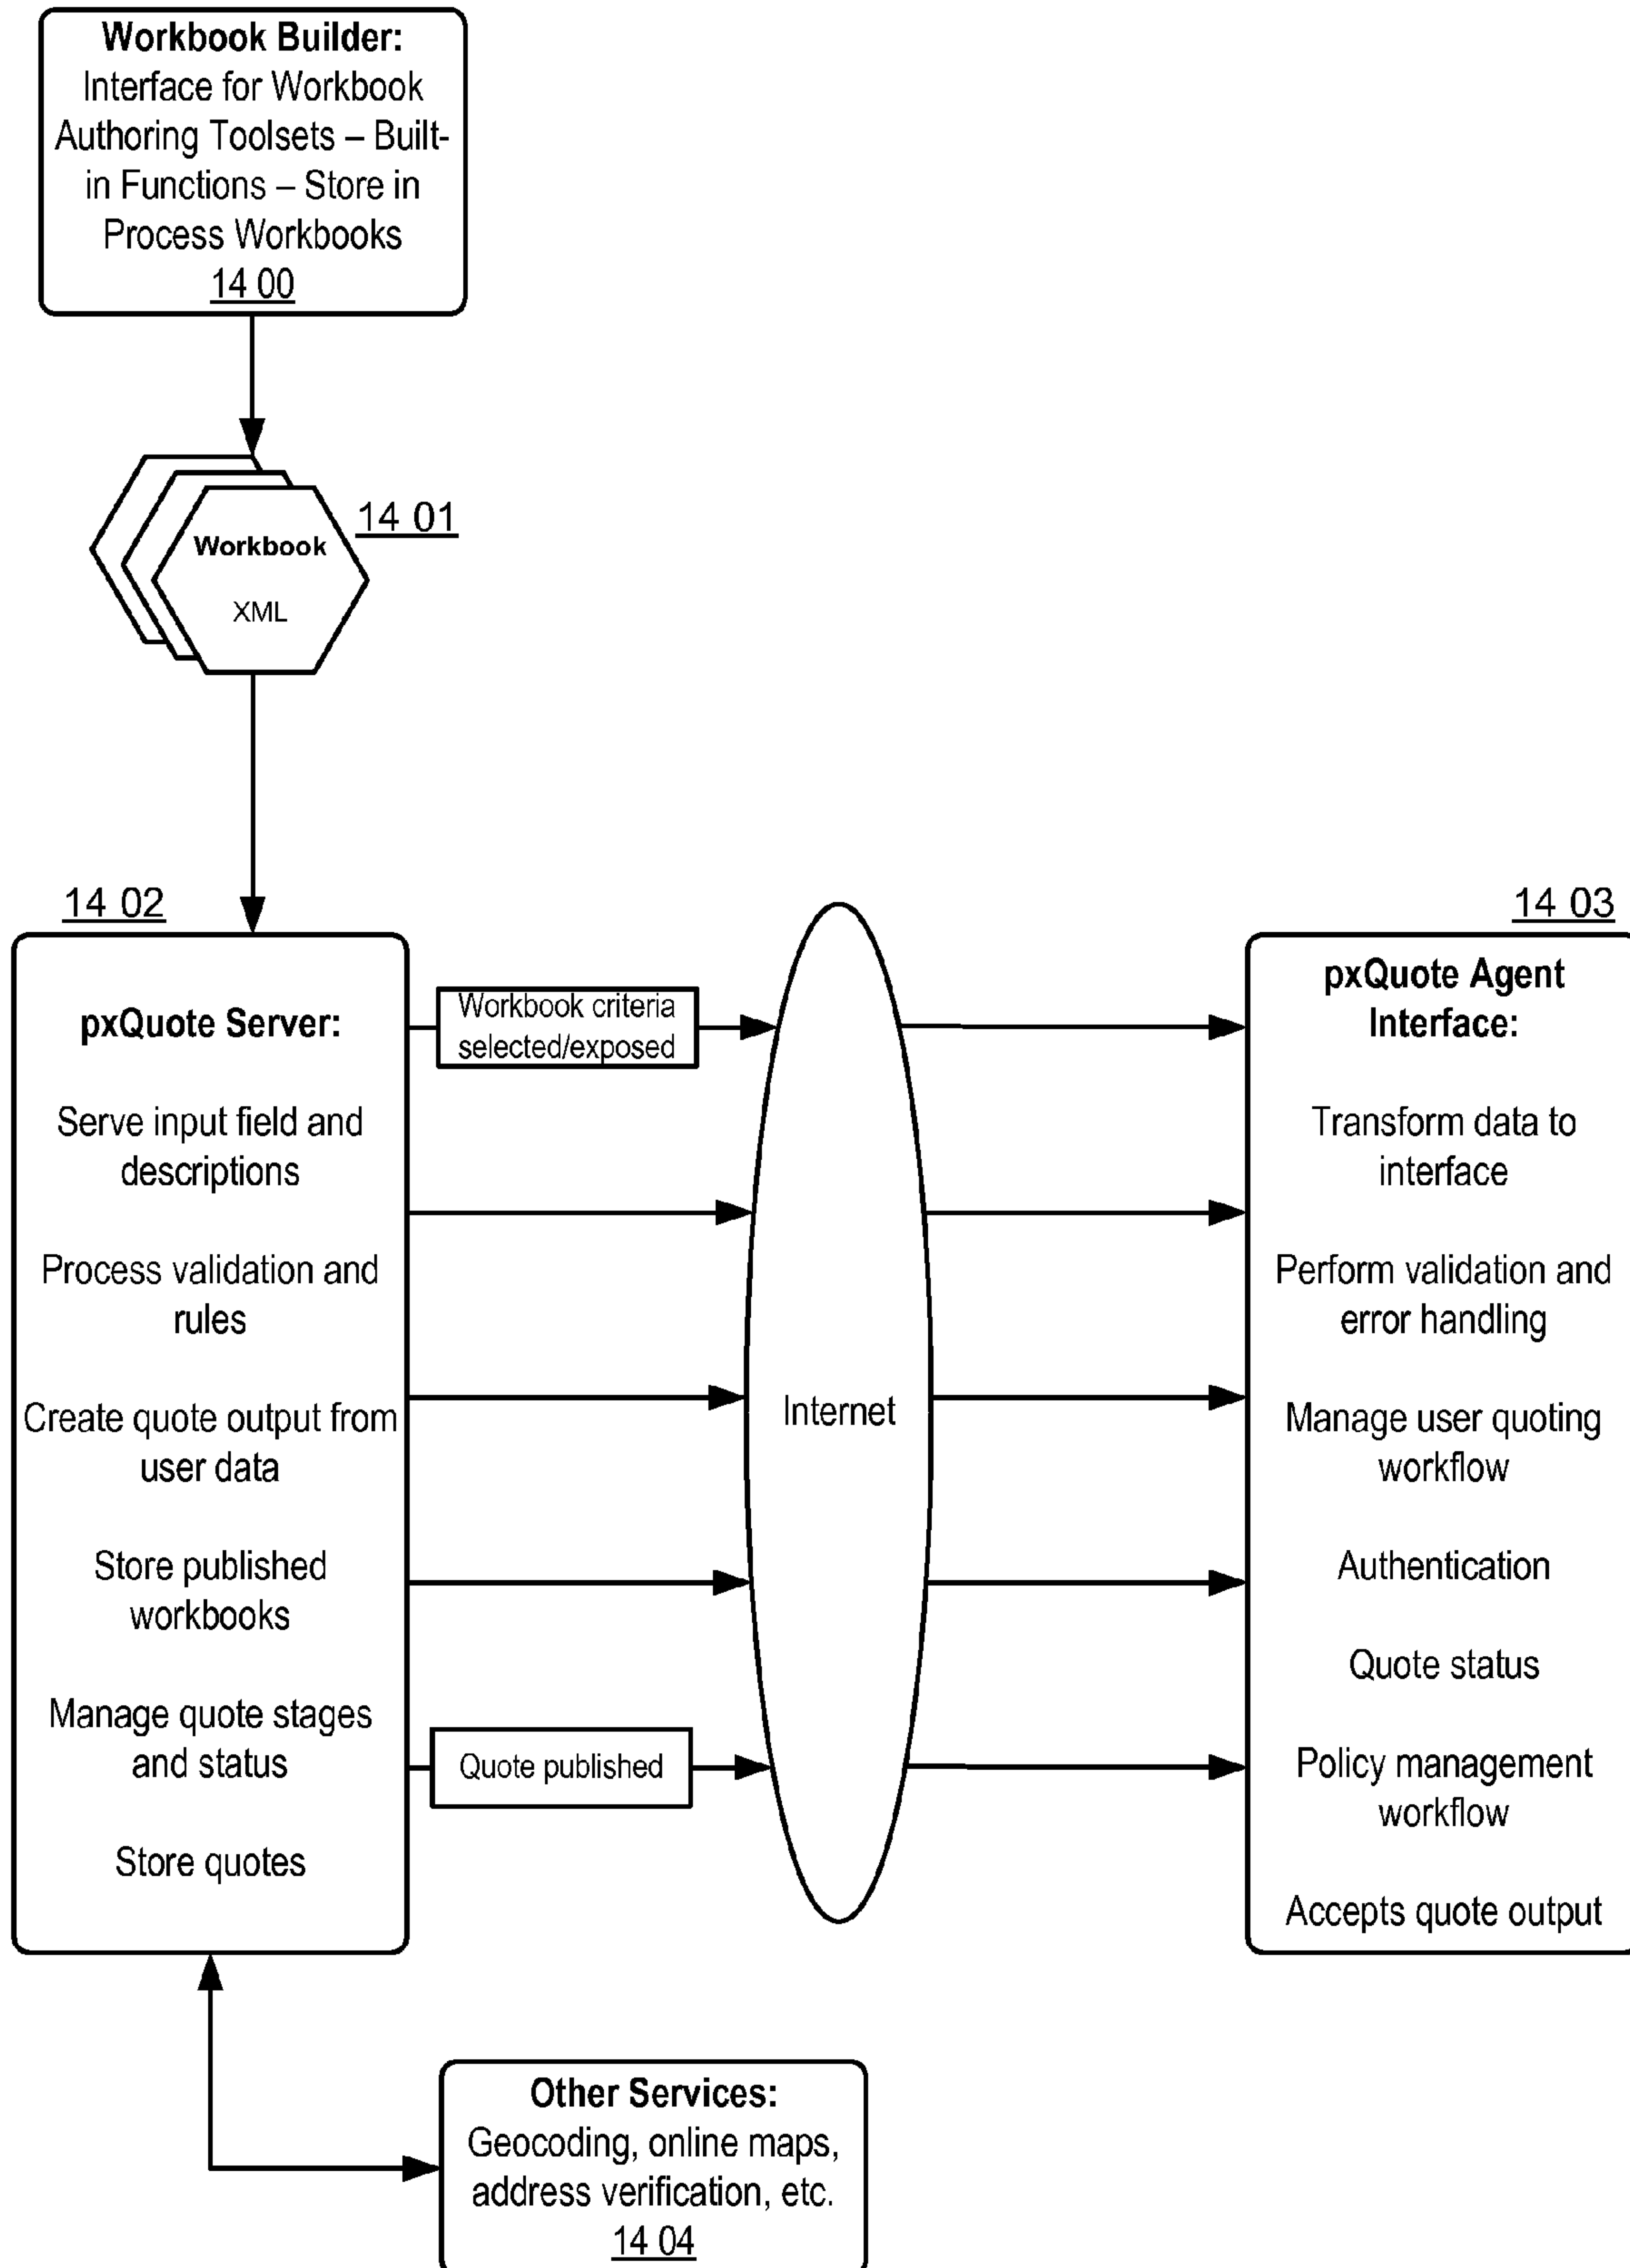 Workbook Builder:
Interface for Workbook
Authoring Toolsets – Built-
in Functions – Store in
Process Workbooks
14 00
14 01
Workbook
XML
14 02
pxQuote Server:
Serve input field and
descriptions
Process validation and
rules
Create quote output from
user data
Store published
workbooks
Manage quote stages
and status
Store quotes
Workbook criteria
selected/exposed
Quote published
Internet
14 03
pxQuote Agent
Interface:
Transform data to
interface
Perform validation and
error handling
Manage user quoting
workflow
Authentication
Quote status
Policy management
workflow
Accepts quote output
Other Services:
Geocoding, online maps,
address verification, etc.
14 04